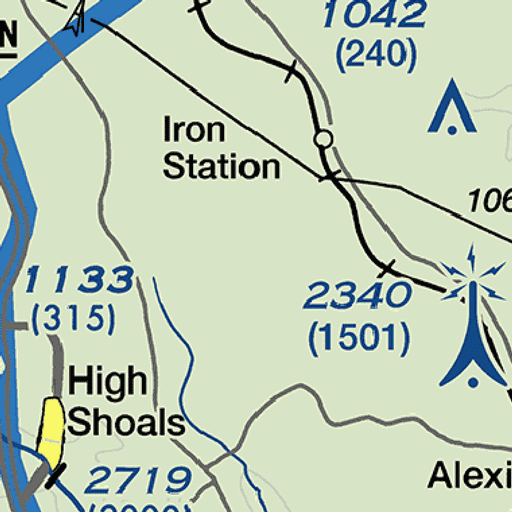 N
1042
(240)
Iron
Station
106
1133
(315)
2340
(1501)
High
Shoals
2719
Alexi